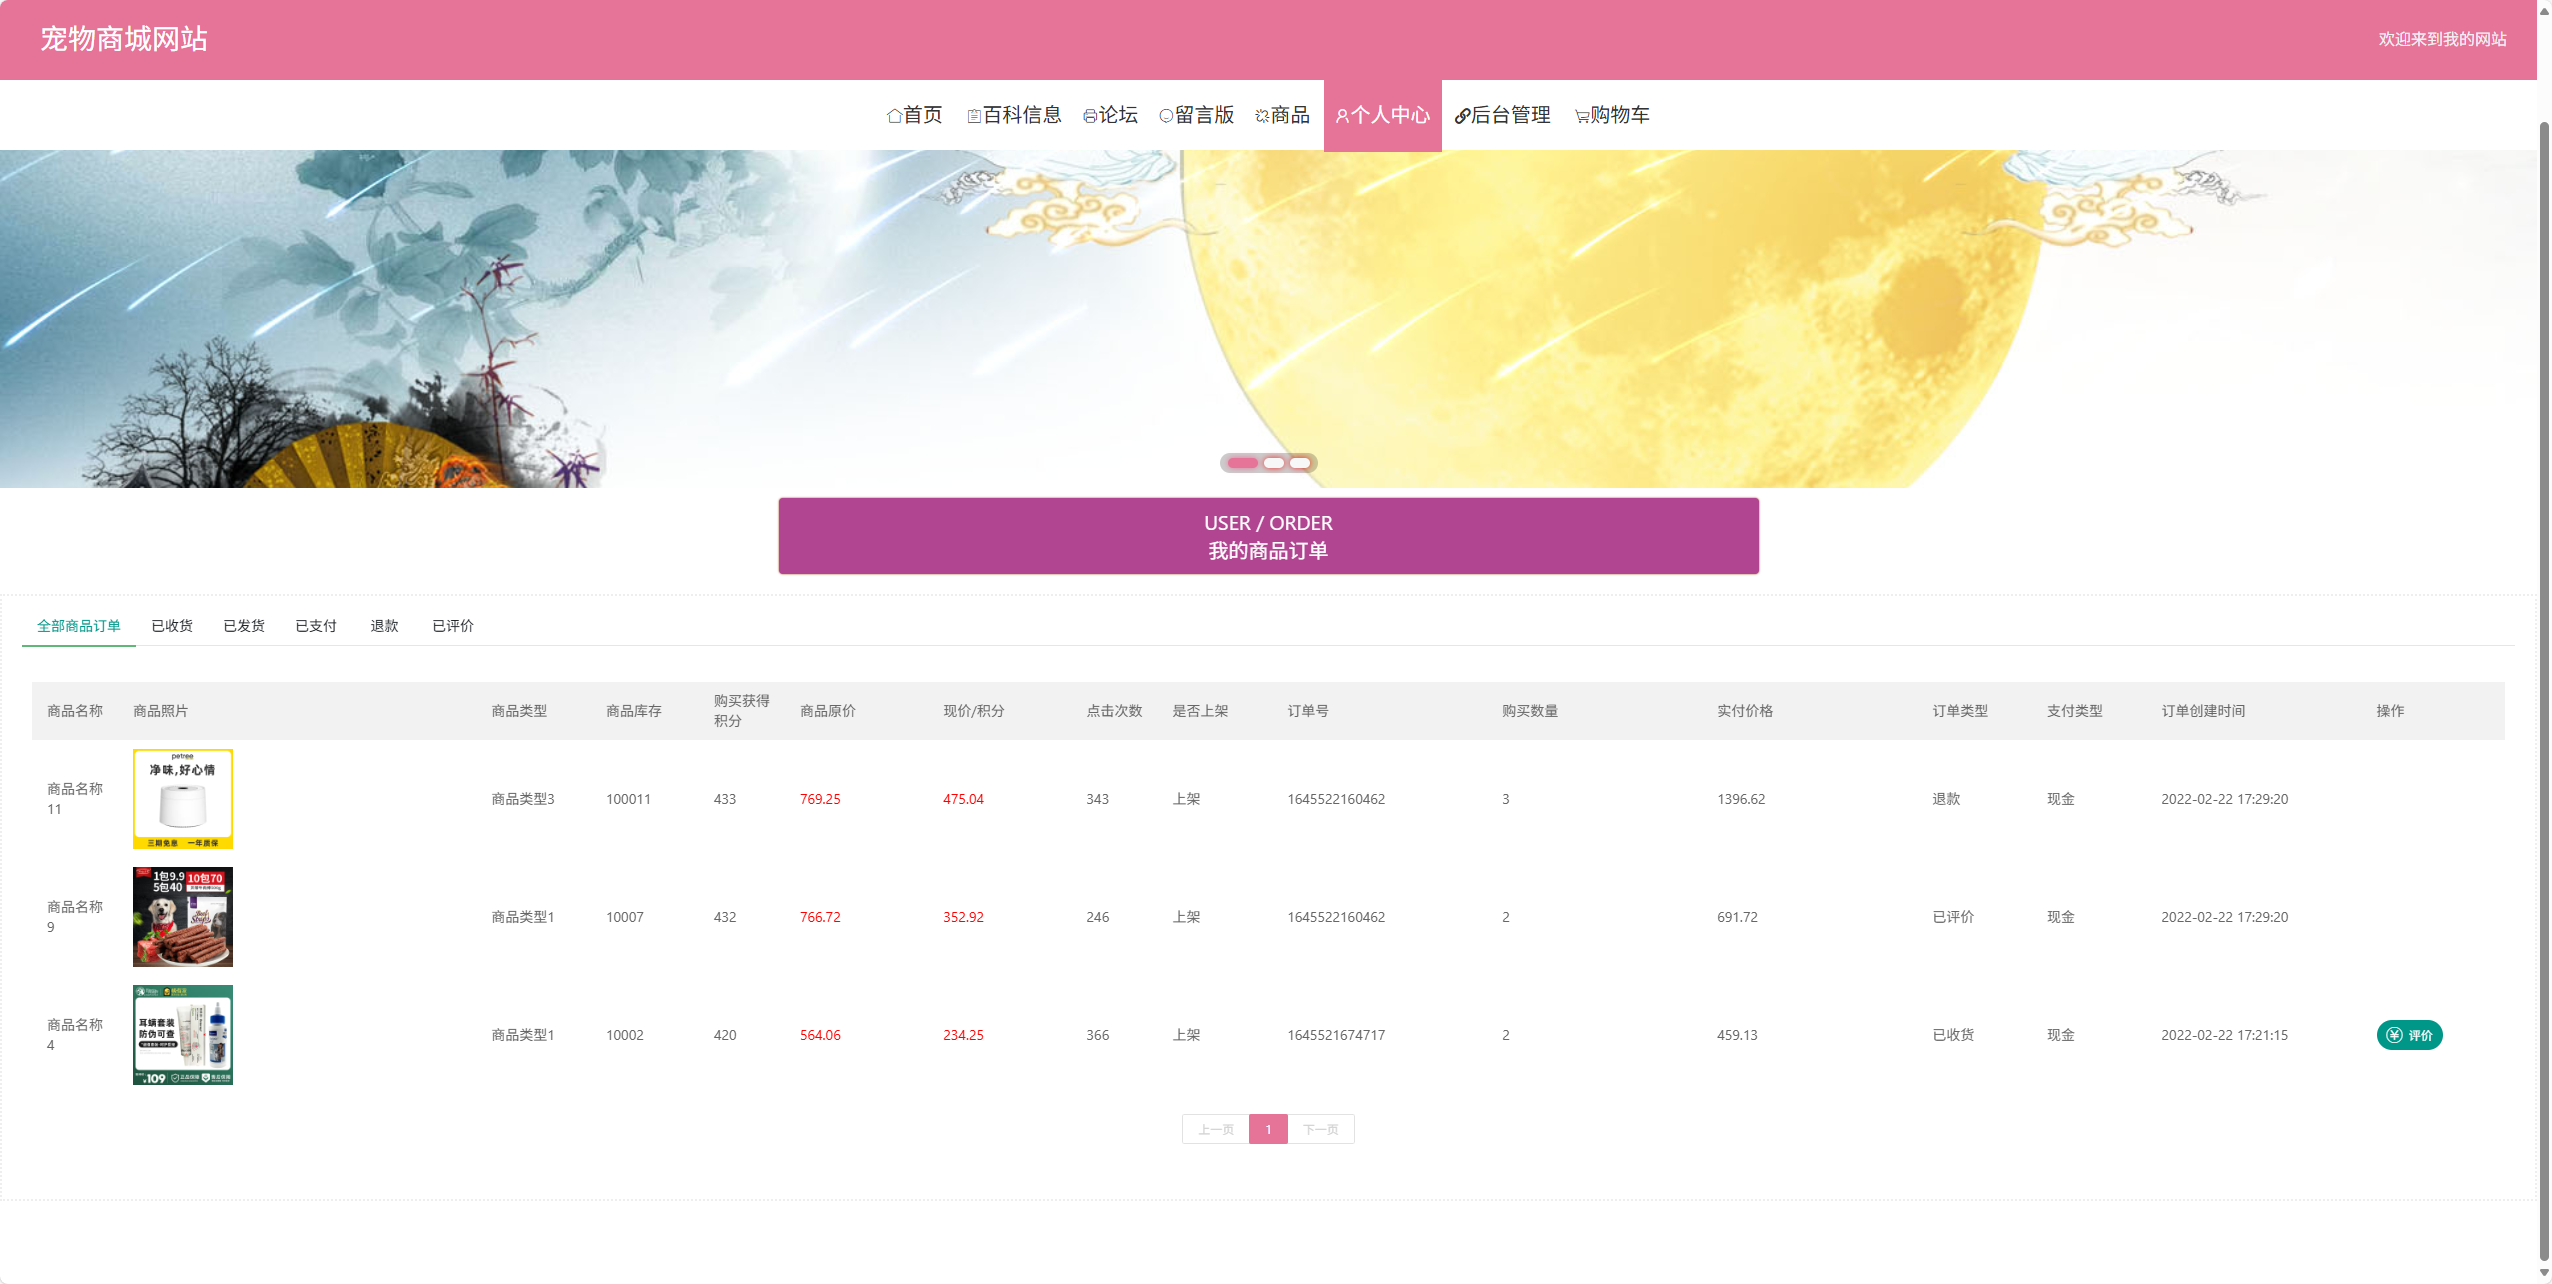 宠物商城网站
欢迎来到我的网站
首页 百科信息 论坛 留言版 商品 个人中心 后台管理 购物车
USER / ORDER
我的商品订单
全部商品订单 已收货 已发货 已支付 退款 已评价
商品名称 商品照片 商品类型 商品库存 购买获得积分 商品原价 现价/积分 点击次数 是否上架 订单号 购买数量 实付价格 订单类型 支付类型 订单创建时间 操作
商品名称11 商品类型3 100011 433 769.25 475.04 343 上架 1645522160462 3 1396.62 退款 现金 2022-02-22 17:29:20
petree
净味,好心情
三期免息 一年质保
商品名称9 商品类型1 10007 432 766.72 352.92 246 上架 1645522160462 2 691.72 已评价 现金 2022-02-22 17:29:20
1包9.9 10包70
5包40
商品名称4 商品类型1 10002 420 564.06 234.25 366 上架 1645521674717 2 459.13 已收货 现金 2022-02-22 17:21:15 评价
耳螨套装
防伪可查
¥109
上一页 1 下一页